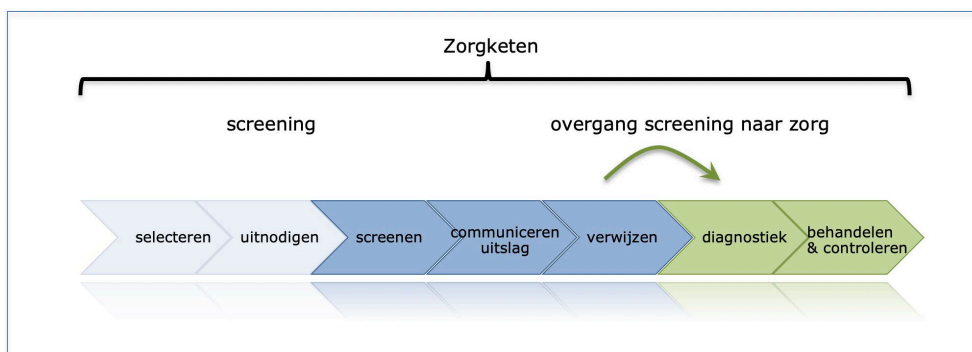 Zorgketen
screening
overgang screening naar zorg
selecteren
uitnodigen
screenen
communiceren
uitslag
verwijzen
diagnostiek
behandelen
& controleren